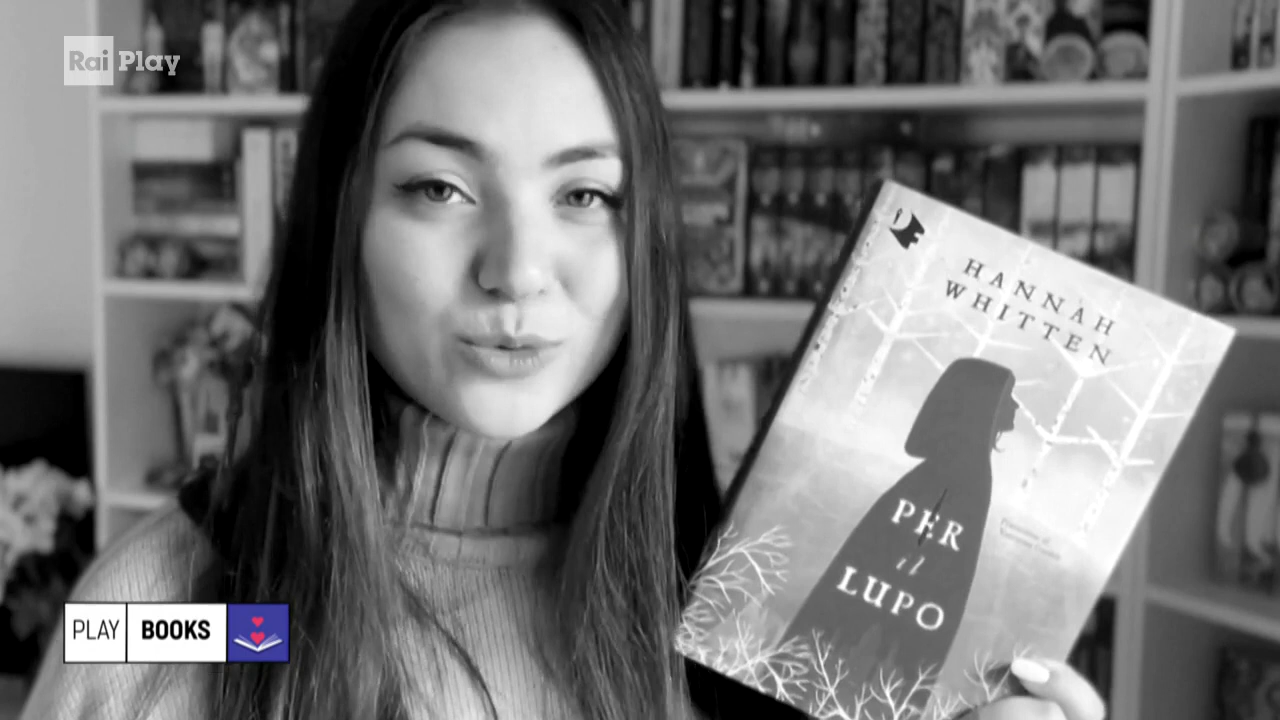 Rai Play
HANNAH
WHITTEN
PER
il
LUPO
PLAY BOOKS